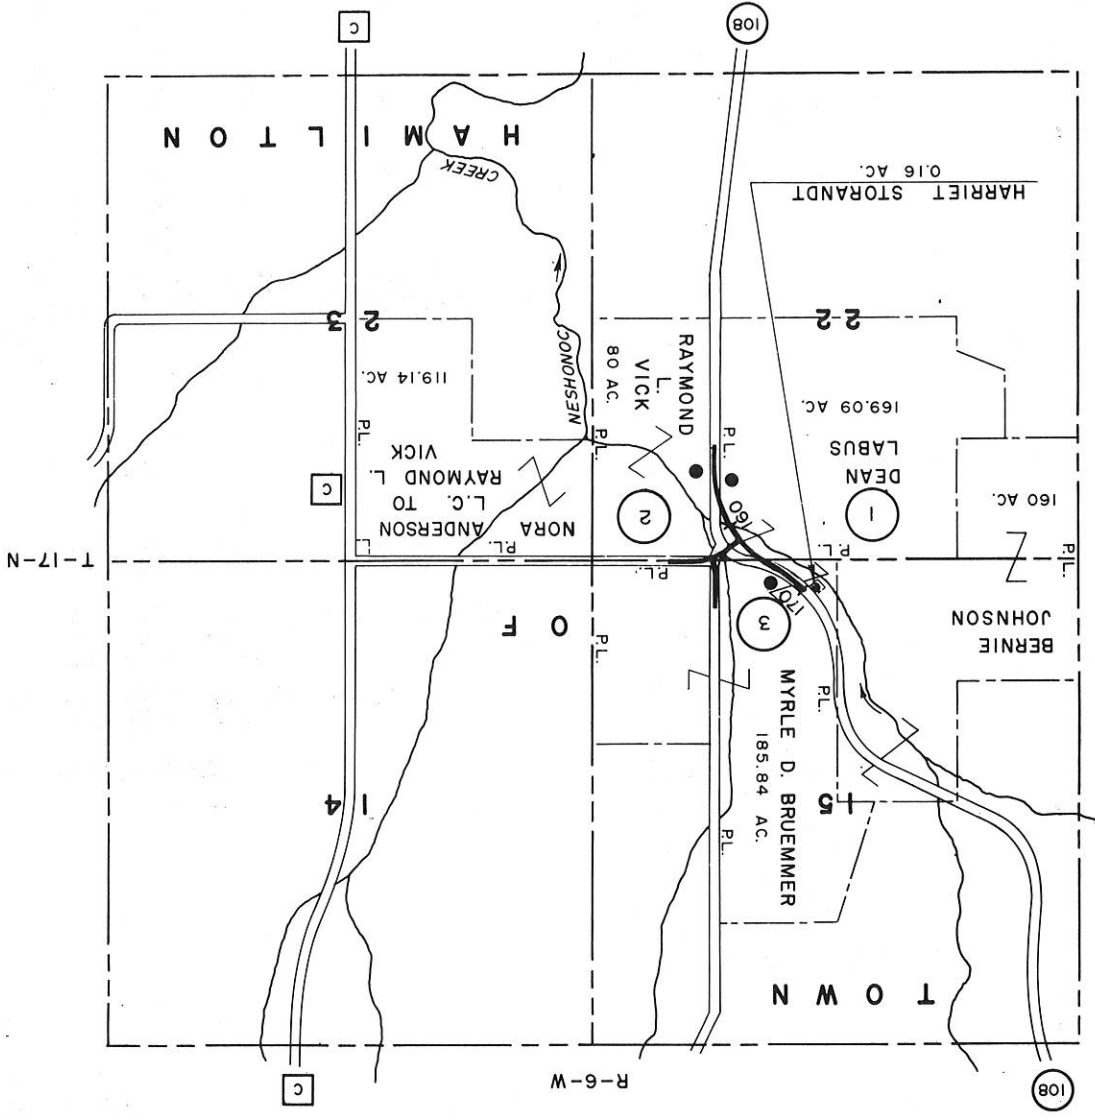 R-6-W
108
C
TOWN
OF
HAMILTON
T-17-N
15
14
22
23
MYRLE D. BRUEMMER
185.84 AC.
P.L.
P.L.
P.L.
P.L.
P.L.
P.L.
P.L.
P.L.
P.L.
P.L.
BERNIE
JOHNSON
160 AC.
3
170
160
1
2
DEAN
LABUS
169.09 AC.
RAYMOND
L.
VICK
80 AC.
NORA ANDERSON
L.C. TO
RAYMOND L.
VICK
119.14 AC.
C
NESHONOC
CREEK
HARRIET STORANDT
0.16 AC.
108
C